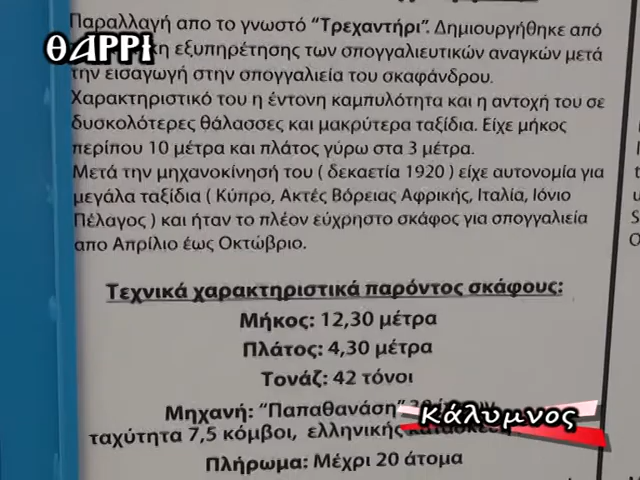 Παραλλαγή απο το γνωστό "Τρεχαντήρι". Δημιουργήθηκε από
ΘΑΡΡΙ
εξυπηρέτησης των σπογγαλιευτικών αναγκών μετά
την εισαγωγή στην σπογγαλιεία του σκαφάνδρου.
Χαρακτηριστικό του η έντονη καμπυλότητα και η αντοχή του σε
δυσκολότερες θάλασσες και μακρύτερα ταξίδια. Είχε μήκος
περίπου 10 μέτρα και πλάτος γύρω στα 3 μέτρα.
Μετά την μηχανοκίνησή του ( δεκαετία 1920 ) είχε αυτονομία για
μεγάλα ταξίδια ( Κύπρο, Ακτές Βόρειας Αφρικής, Ιταλία, Ιόνιο
Πέλαγος ) και ήταν το πλέον εύχρηστο σκάφος για σπογγαλιεία
απο Απρίλιο έως Οκτώβριο.
Τεχνικά χαρακτηριστικά παρόντος σκάφους:
Μήκος: 12,30 μέτρα
Πλάτος: 4,30 μέτρα
Τονάζ: 42 τόνοι
Μηχανή: "Παπαθανάση"
Κάλυμνος
ταχύτητα 7,5 κόμβοι, ελληνικής
Πλήρωμα: Μέχρι 20 άτομα